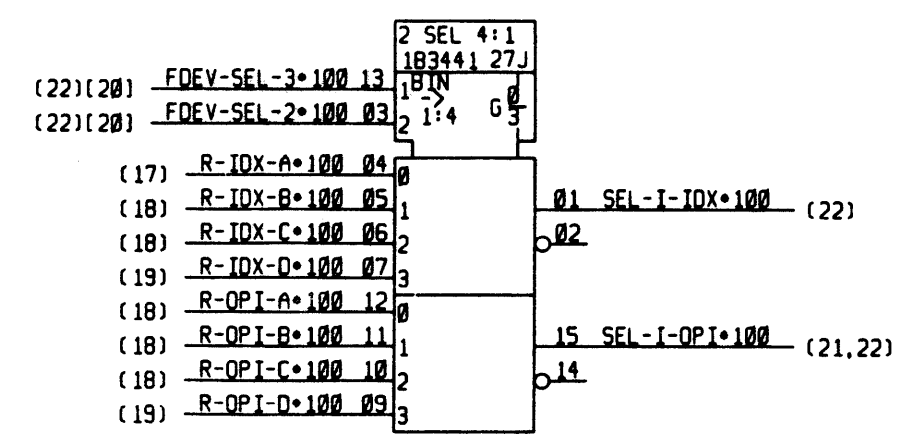 2 SEL 4:1
1B3441 27J
(22)[20] FDEV-SEL-3•100 13 1 BIN
-> G 0/3
(22)[20] FDEV-SEL-2•100 03 2 1:4
(17) R-IDX-A•100 04 0
(18) R-IDX-B•100 05 1 01 SEL-I-IDX•100 (22)
(18) R-IDX-C•100 06 2 02
(19) R-IDX-D•100 07 3
(18) R-OPI-A•100 12 0
(18) R-OPI-B•100 11 1 15 SEL-I-OPI•100 (21,22)
(18) R-OPI-C•100 10 2 14
(19) R-OPI-D•100 09 3